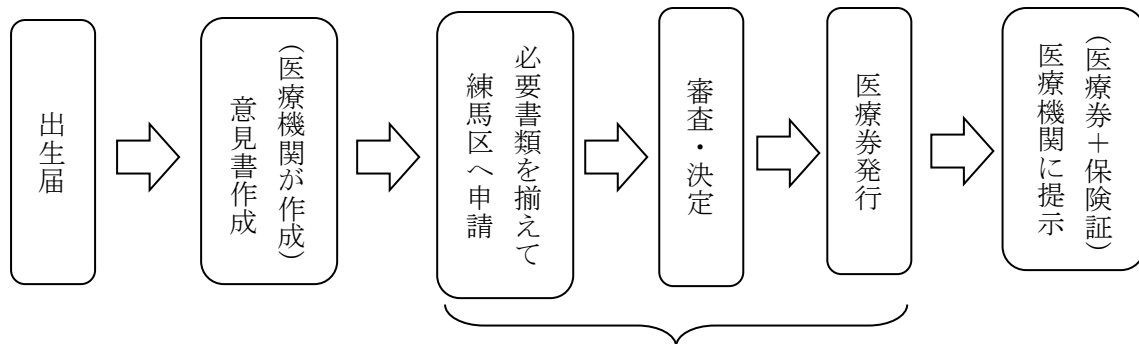 出生届
意見書作成
(医療機関が作成)
必要書類を揃えて
練馬区へ申請
審査・決定
医療券発行
医療機関に提示
(医療券＋保険証)